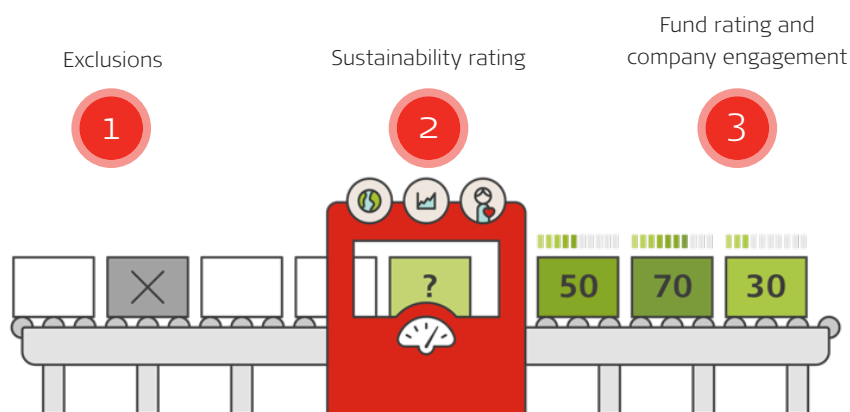 Exclusions
Sustainability rating
Fund rating and
company engagement
1
2
3
?
50
70
30